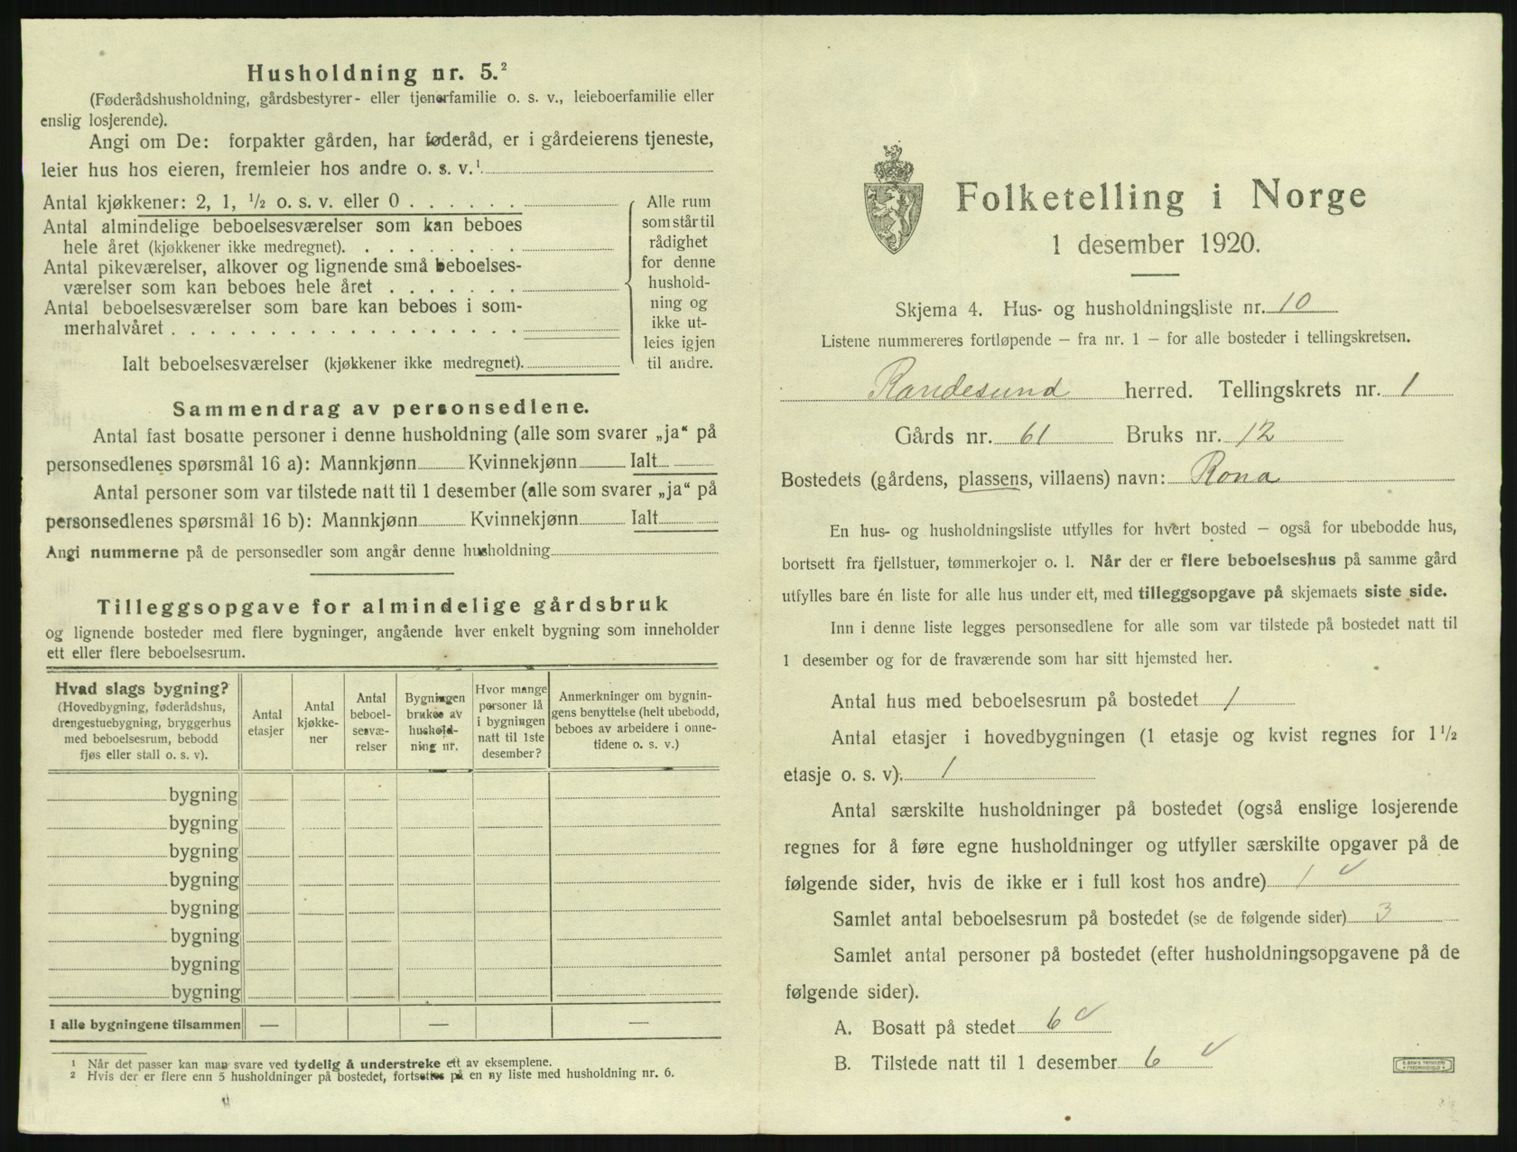 Husholdning nr. 5.²
(Føderådshusholdning, gårdsbestyrer- eller tjenerfamilie o. s. v., leieboerfamilie eller
enslig losjerende).
Angi om De: forpakter gården, har føderåd, er i gårdeierens tjeneste,
leier hus hos eieren, fremleier hos andre o. s. v.¹
Antal kjøkkener: 2, 1, ½ o. s. v. eller 0
Antal almindelige beboelsesværelser som kan beboes
hele året (kjøkkener ikke medregnet).
Antal pikeværelser, alkover og lignende små beboelses-
værelser som kan beboes hele året
Antal beboelsesværelser som bare kan beboes i som-
merhalvåret
Ialt beboelsesværelser (kjøkkener ikke medregnet).
Alle rum
som står til
rådighet
for denne
hushold-
ning og
ikke ut-
leies igjen
til andre.
Sammendrag av personsedlene.
Antal fast bosatte personer i denne husholdning (alle som svarer „ja“ på
personsedlenes spørsmål 16 a): Mannkjønn Kvinnekjønn Ialt
Antal personer som var tilstede natt til 1 desember (alle som svarer „ja“ på
personsedlenes spørsmål 16 b): Mannkjønn Kvinnekjønn Ialt
Angi nummerne på de personsedler som angår denne husholdning
Tilleggsopgave for almindelige gårdsbruk
og lignende bosteder med flere bygninger, angående hver enkelt bygning som inneholder
ett eller flere beboelsesrum.
Hvad slags bygning?
(Hovedbygning, føderådshus,
drengestuebygning, bryggerhus
med beboelsesrum, bebodd
fjøs eller stall o. s. v).
Antal
etasjer
Antal
kjøkke-
ner
Antal
beboel-
sesvæ-
relser
Bygningen
brukes av
hushold-
ning nr.
Hvor mange
personer lå
i bygningen
natt til 1ste
desember?
Anmerkninger om bygnin-
gens benyttelse (helt ubebodd,
beboes av arbeidere i onne-
tidene o. s. v.)
bygning
bygning
bygning
bygning
bygning
bygning
bygning
bygning
I alle bygningene tilsammen — — —
¹ Når det passer kan man svare ved tydelig å understreke ett av eksemplene.
² Hvis der er flere enn 5 husholdninger på bostedet, fortsettes på en ny liste med husholdning nr. 6.
Folketelling i Norge
1 desember 1920.
Skjema 4. Hus- og husholdningsliste nr. 10
Listene nummereres fortløpende – fra nr. 1 – for alle bosteder i tellingskretsen.
Randesund herred. Tellingskrets nr. 1
Gårds nr. 61 Bruks nr. 12
Bostedets (gårdens, plassens, villaens) navn: Rona
En hus- og husholdningsliste utfylles for hvert bosted – også for ubebodde hus,
bortsett fra fjellstuer, tømmerkojer o. l. Når der er flere beboelseshus på samme gård
utfylles bare én liste for alle hus under ett, med tilleggsopgave på skjemaets siste side.
Inn i denne liste legges personsedlene for alle som var tilstede på bostedet natt til
1 desember og for de fraværende som har sitt hjemsted her.
Antal hus med beboelsesrum på bostedet 1
Antal etasjer i hovedbygningen (1 etasje og kvist regnes for 1½
etasje o. s. v). 1
Antal særskilte husholdninger på bostedet (også enslige losjerende
regnes for å føre egne husholdninger og utfyller særskilte opgaver på de
følgende sider, hvis de ikke er i full kost hos andre) 1 ✓
Samlet antal beboelsesrum på bostedet (se de følgende sider) 3
Samlet antal personer på bostedet (efter husholdningsopgavene på de
følgende sider).
A. Bosatt på stedet 6 ✓
B. Tilstede natt til 1 desember 6 ✓